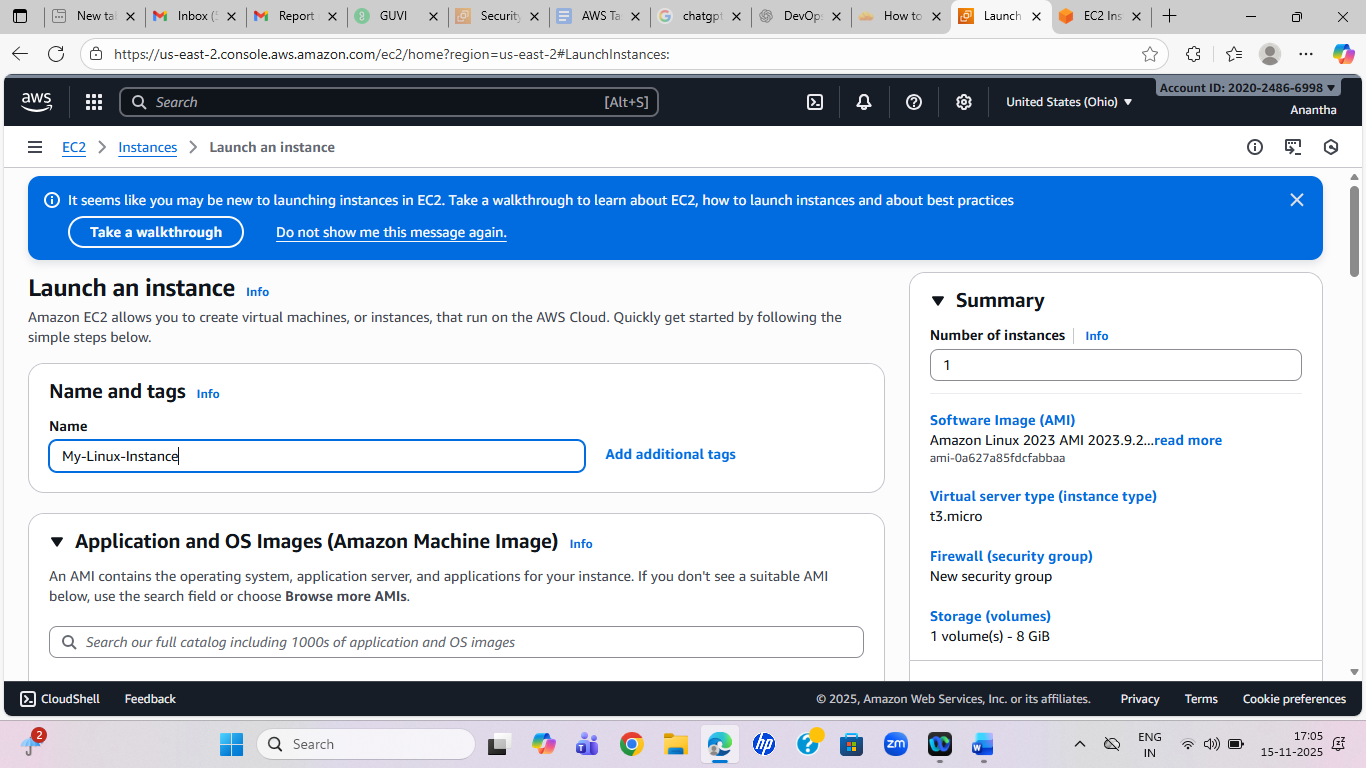 New tal
Inbox (5
Report
GUVI
Security
AWS Ta
chatgpt
DevOps
How to
Launch
EC2 Ins
https://us-east-2.console.aws.amazon.com/ec2/home?region=us-east-2#LaunchInstances:
aws
Search
[Alt+S]
United States (Ohio)
Account ID: 2020-2486-6998
Anantha
EC2
Instances
Launch an instance
It seems like you may be new to launching instances in EC2. Take a walkthrough to learn about EC2, how to launch instances and about best practices
Take a walkthrough
Do not show me this message again.
Launch an instance Info
Amazon EC2 allows you to create virtual machines, or instances, that run on the AWS Cloud. Quickly get started by following the
simple steps below.
Name and tags Info
Name
My-Linux-Instance
Add additional tags
Application and OS Images (Amazon Machine Image) Info
An AMI contains the operating system, application server, and applications for your instance. If you don't see a suitable AMI
below, use the search field or choose Browse more AMIs.
Search our full catalog including 1000s of application and OS images
Summary
Number of instances Info
1
Software Image (AMI)
Amazon Linux 2023 AMI 2023.9.2...read more
ami-0a627a85fdcfabbaa
Virtual server type (instance type)
t3.micro
Firewall (security group)
New security group
Storage (volumes)
1 volume(s) - 8 GiB
CloudShell
Feedback
© 2025, Amazon Web Services, Inc. or its affiliates.
Privacy
Terms
Cookie preferences
2
Search
ENG
IN
17:05
15-11-2025